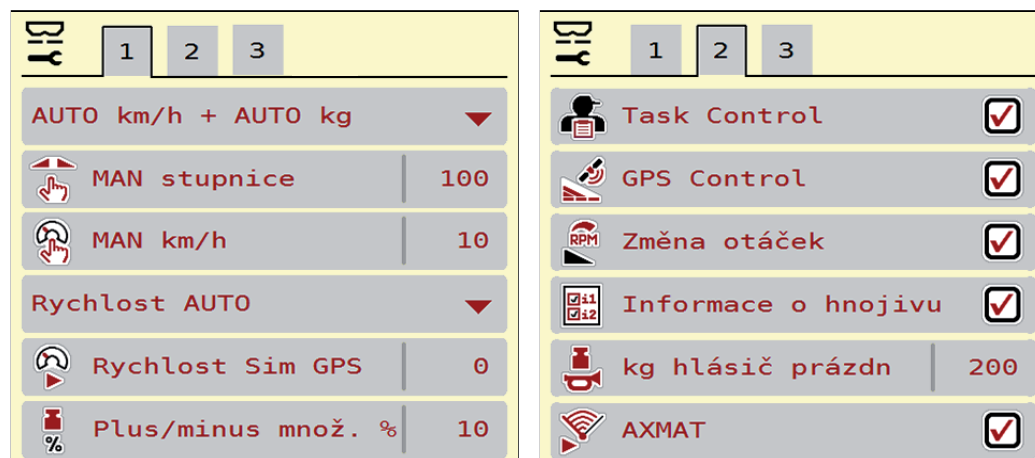 1 2 3
AUTO km/h + AUTO kg
MAN stupnice 100
MAN km/h 10
Rychlost AUTO
Rychlost Sim GPS 0
% Plus/minus množ. % 10
1 2 3
Task Control
GPS Control
RPM Změna otáček
i1 i2 Informace o hnojivu
kg hlásič prázdn 200
AXMAT